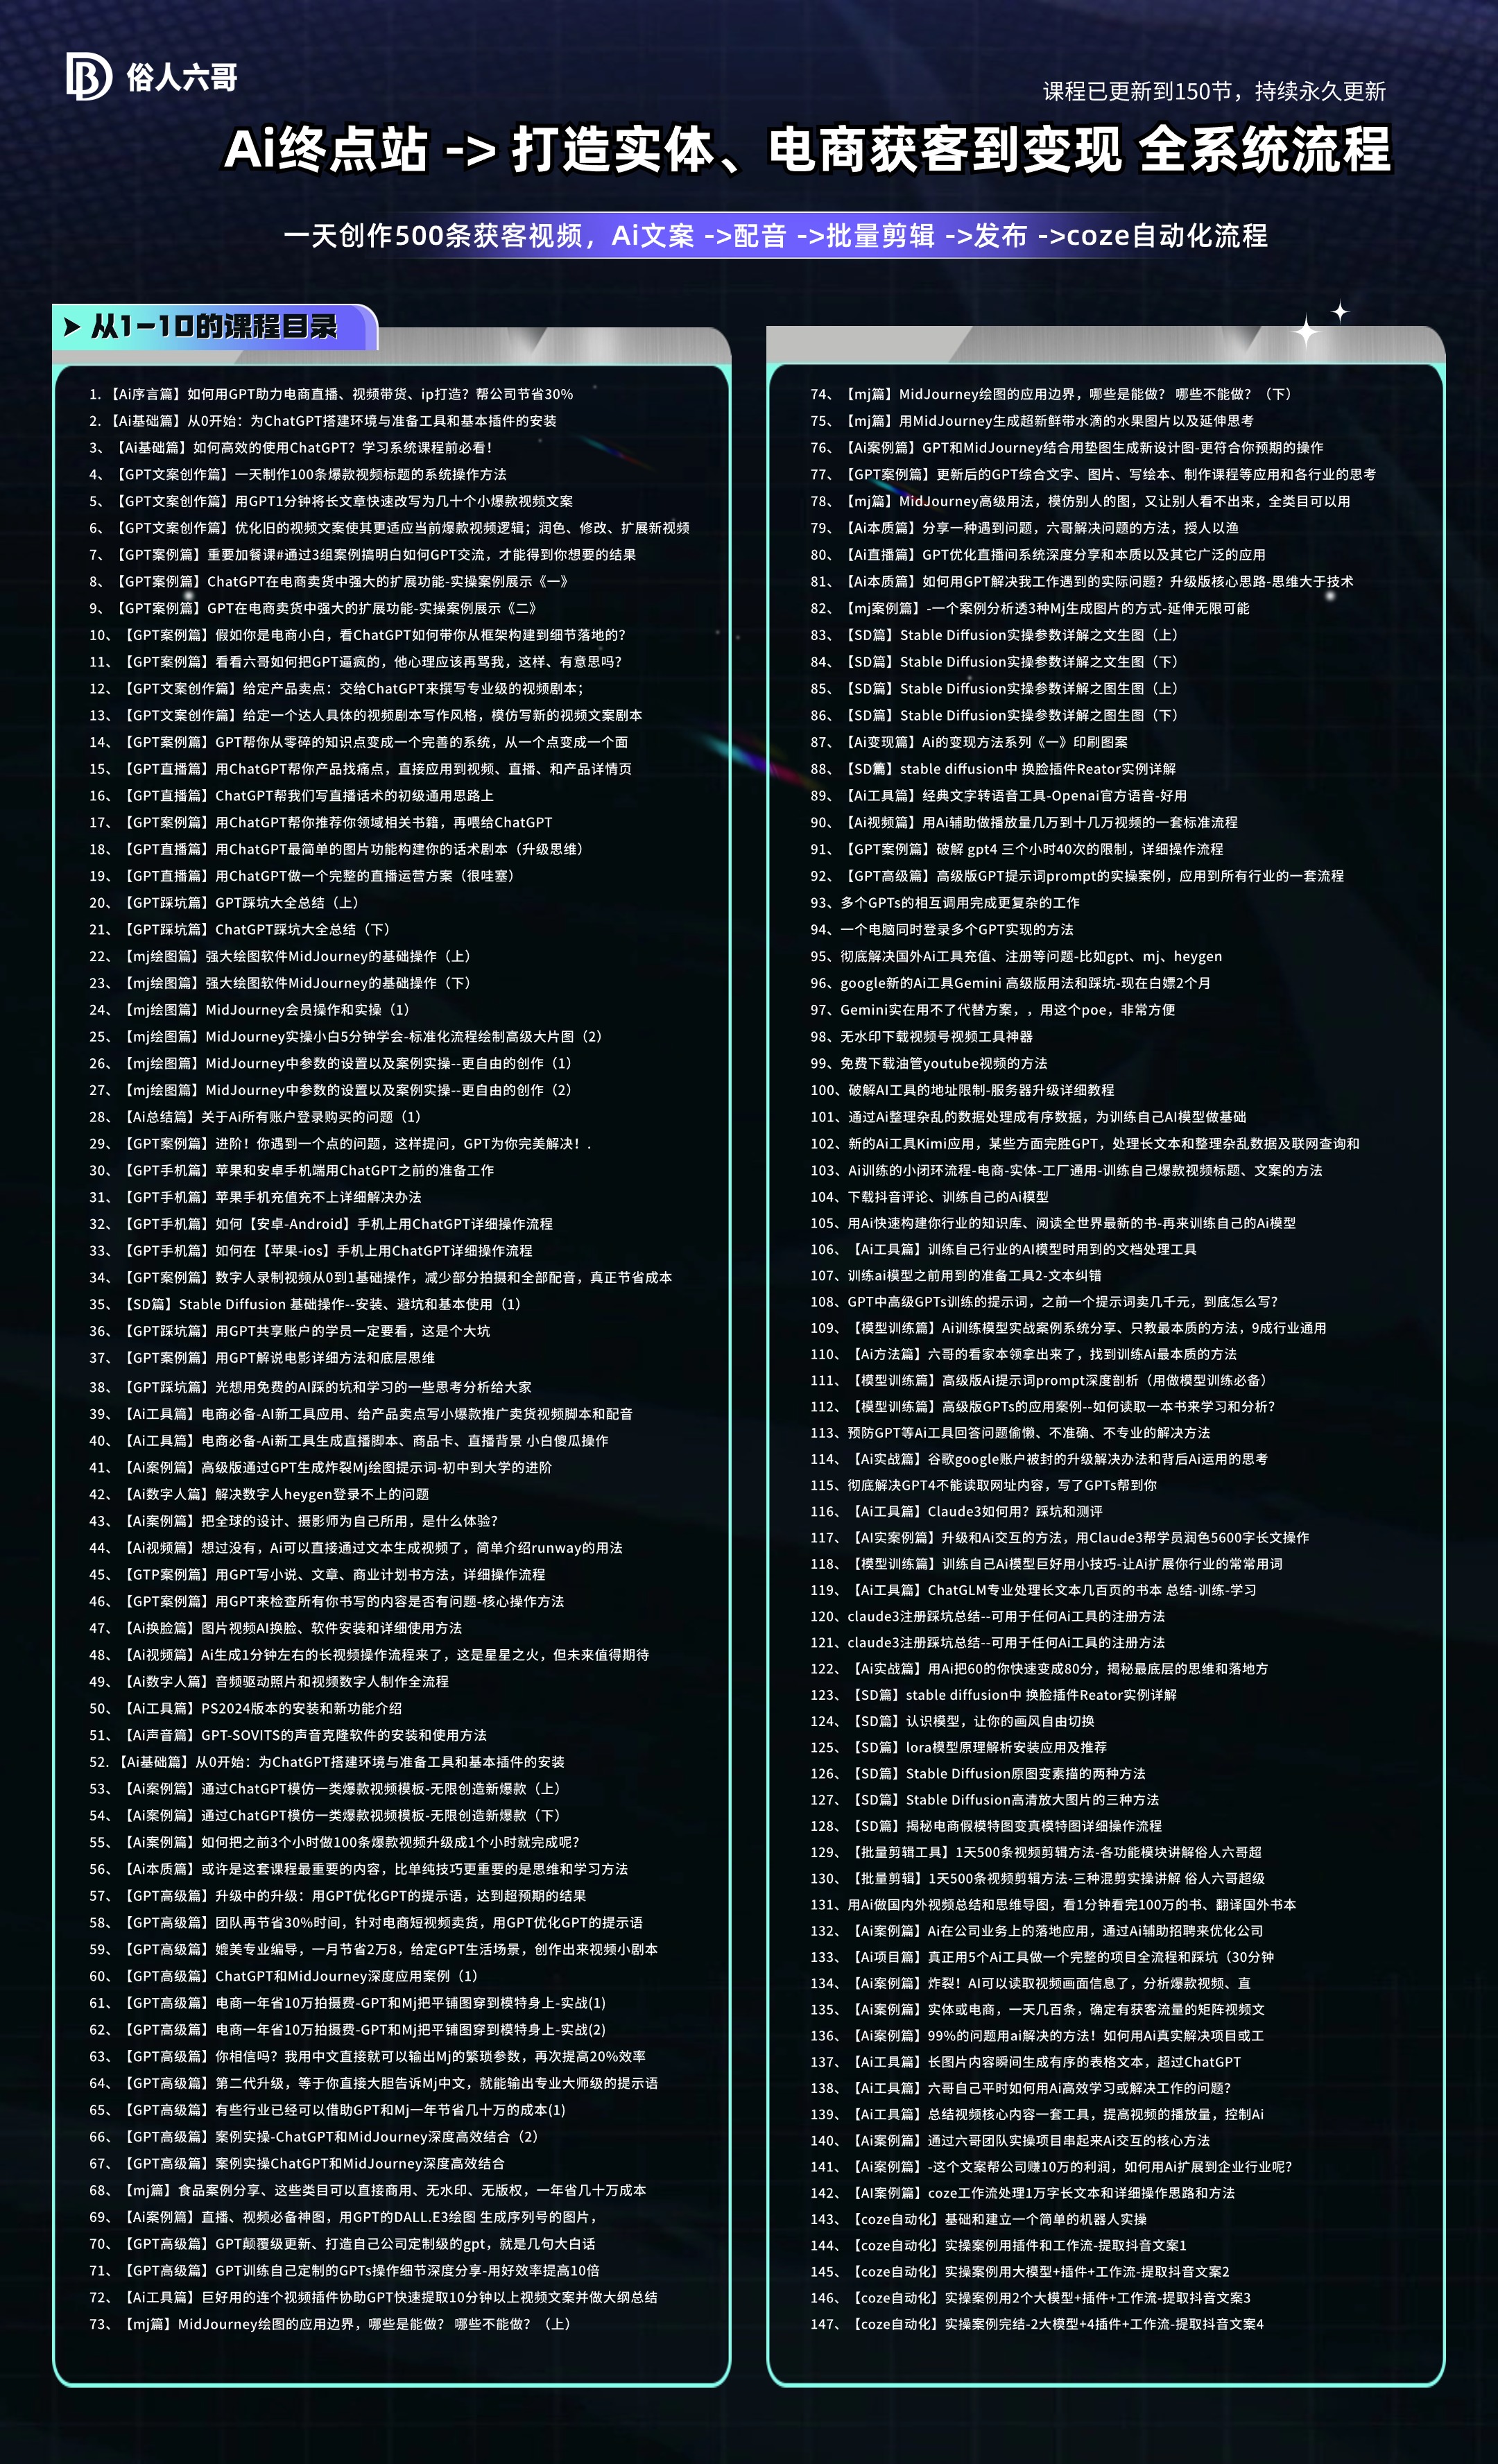 俗人六哥
课程已更新到150节，持续永久更新
Ai终点站 -> 打造实体、电商获客到变现 全系统流程
一天创作500条获客视频，Ai文案 ->配音 ->批量剪辑 ->发布 ->coze自动化流程
从1-10的课程目录
1.【Ai序言篇】如何用GPT助力电商直播、视频带货、ip打造？帮公司节省30%
2.【Ai基础篇】从0开始：为ChatGPT搭建环境与准备工具和基本插件的安装
3、【Ai基础篇】如何高效的使用ChatGPT？学习系统课程前必看！
4、【GPT文案创作篇】一天制作100条爆款视频标题的系统操作方法
5、【GPT文案创作篇】用GPT1分钟将长文章快速改写为几十个小爆款视频文案
6、【GPT文案创作篇】优化旧的视频文案使其更适应当前爆款视频逻辑；润色、修改、扩展新视频
7、【GPT案例篇】重要加餐课#通过3组案例搞明白如何GPT交流，才能得到你想要的结果
8、【GPT案例篇】ChatGPT在电商卖货中强大的扩展功能-实操案例展示《一》
9、【GPT案例篇】GPT在电商卖货中强大的扩展功能-实操案例展示《二》
10、【GPT案例篇】假如你是电商小白，看ChatGPT如何带你从框架构建到细节落地的？
11、【GPT案例篇】看看六哥如何把GPT逼疯的，他心理应该再骂我，这样、有意思吗？
12、【GPT文案创作篇】给定产品卖点：交给ChatGPT来撰写专业级的视频剧本；
13、【GPT文案创作篇】给定一个达人具体的视频剧本写作风格，模仿写新的视频文案剧本
14、【GPT案例篇】GPT帮你从零碎的知识点变成一个完善的系统，从一个点变成一个面
15、【GPT直播篇】用ChatGPT帮你产品找痛点，直接应用到视频、直播、和产品详情页
16、【GPT直播篇】ChatGPT帮我们写直播话术的初级通用思路上
17、【GPT案例篇】用ChatGPT帮你推荐你领域相关书籍，再喂给ChatGPT
18、【GPT直播篇】用ChatGPT最简单的图片功能构建你的话术剧本（升级思维）
19、【GPT直播篇】用ChatGPT做一个完整的直播运营方案（很哇塞）
20、【GPT踩坑篇】GPT踩坑大全总结（上）
21、【GPT踩坑篇】ChatGPT踩坑大全总结（下）
22、【mj绘图篇】强大绘图软件MidJourney的基础操作（上）
23、【mj绘图篇】强大绘图软件MidJourney的基础操作（下）
24、【mj绘图篇】MidJourney会员操作和实操（1）
25、【mj绘图篇】MidJourney实操小白5分钟学会-标准化流程绘制高级大片图（2）
26、【mj绘图篇】MidJourney中参数的设置以及案例实操--更自由的创作（1）
27、【mj绘图篇】MidJourney中参数的设置以及案例实操--更自由的创作（2）
28、【Ai总结篇】关于Ai所有账户登录购买的问题（1）
29、【GPT案例篇】进阶！你遇到一个点的问题，这样提问，GPT为你完美解决！.
30、【GPT手机篇】苹果和安卓手机端用ChatGPT之前的准备工作
31、【GPT手机篇】苹果手机充值充不上详细解决办法
32、【GPT手机篇】如何【安卓-Android】手机上用ChatGPT详细操作流程
33、【GPT手机篇】如何在【苹果-ios】手机上用ChatGPT详细操作流程
34、【GPT案例篇】数字人录制视频从0到1基础操作，减少部分拍摄和全部配音，真正节省成本
35、【SD篇】Stable Diffusion 基础操作--安装、避坑和基本使用（1）
36、【GPT踩坑篇】用GPT共享账户的学员一定要看，这是个大坑
37、【GPT案例篇】用GPT解说电影详细方法和底层思维
38、【GPT踩坑篇】光想用免费的AI踩的坑和学习的一些思考分析给大家
39、【Ai工具篇】电商必备-AI新工具应用、给产品卖点写小爆款推广卖货视频脚本和配音
40、【Ai工具篇】电商必备-Ai新工具生成直播脚本、商品卡、直播背景 小白傻瓜操作
41、【Ai案例篇】高级版通过GPT生成炸裂Mj绘图提示词-初中到大学的进阶
42、【Ai数字人篇】解决数字人heygen登录不上的问题
43、【Ai案例篇】把全球的设计、摄影师为自己所用，是什么体验？
44、【Ai视频篇】想过没有，Ai可以直接通过文本生成视频了，简单介绍runway的用法
45、【GTP案例篇】用GPT写小说、文章、商业计划书方法，详细操作流程
46、【GPT案例篇】用GPT来检查所有你书写的内容是否有问题-核心操作方法
47、【Ai换脸篇】图片视频AI换脸、软件安装和详细使用方法
48、【Ai视频篇】Ai生成1分钟左右的长视频操作流程来了，这是星星之火，但未来值得期待
49、【Ai数字人篇】音频驱动照片和视频数字人制作全流程
50、【Ai工具篇】PS2024版本的安装和新功能介绍
51、【Ai声音篇】GPT-SOVITS的声音克隆软件的安装和使用方法
52.【Ai基础篇】从0开始：为ChatGPT搭建环境与准备工具和基本插件的安装
53、【Ai案例篇】通过ChatGPT模仿一类爆款视频模板-无限创造新爆款（上）
54、【Ai案例篇】通过ChatGPT模仿一类爆款视频模板-无限创造新爆款（下）
55、【Ai案例篇】如何把之前3个小时做100条爆款视频升级成1个小时就完成呢？
56、【Ai本质篇】或许是这套课程最重要的内容，比单纯技巧更重要的是思维和学习方法
57、【GPT高级篇】升级中的升级：用GPT优化GPT的提示语，达到超预期的结果
58、【GPT高级篇】团队再节省30%时间，针对电商短视频卖货，用GPT优化GPT的提示语
59、【GPT高级篇】媲美专业编导，一月节省2万8，给定GPT生活场景，创作出来视频小剧本
60、【GPT高级篇】ChatGPT和MidJourney深度应用案例（1）
61、【GPT高级篇】电商一年省10万拍摄费-GPT和Mj把平铺图穿到模特身上-实战(1)
62、【GPT高级篇】电商一年省10万拍摄费-GPT和Mj把平铺图穿到模特身上-实战(2)
63、【GPT高级篇】你相信吗？我用中文直接就可以输出Mj的繁琐参数，再次提高20%效率
64、【GPT高级篇】第二代升级，等于你直接大胆告诉Mj中文，就能输出专业大师级的提示语
65、【GPT高级篇】有些行业已经可以借助GPT和Mj一年节省几十万的成本(1)
66、【GPT高级篇】案例实操-ChatGPT和MidJourney深度高效结合（2）
67、【GPT高级篇】案例实操ChatGPT和MidJourney深度高效结合
68、【mj篇】食品案例分享、这些类目可以直接商用、无水印、无版权，一年省几十万成本
69、【Ai案例篇】直播、视频必备神图，用GPT的DALL.E3绘图 生成序列号的图片，
70、【GPT高级篇】GPT颠覆级更新、打造自己公司定制级的gpt，就是几句大白话
71、【GPT高级篇】GPT训练自己定制的GPTs操作细节深度分享-用好效率提高10倍
72、【Ai工具篇】巨好用的连个视频插件协助GPT快速提取10分钟以上视频文案并做大纲总结
73、【mj篇】MidJourney绘图的应用边界，哪些是能做？ 哪些不能做？（上）
74、【mj篇】MidJourney绘图的应用边界，哪些是能做？ 哪些不能做？（下）
75、【mj篇】用MidJourney生成超新鲜带水滴的水果图片以及延伸思考
76、【Ai案例篇】GPT和MidJourney结合用垫图生成新设计图-更符合你预期的操作
77、【GPT案例篇】更新后的GPT综合文字、图片、写绘本、制作课程等应用和各行业的思考
78、【mj篇】MidJourney高级用法，模仿别人的图，又让别人看不出来，全类目可以用
79、【Ai本质篇】分享一种遇到问题，六哥解决问题的方法，授人以渔
80、【Ai直播篇】GPT优化直播间系统深度分享和本质以及其它广泛的应用
81、【Ai本质篇】如何用GPT解决我工作遇到的实际问题？升级版核心思路-思维大于技术
82、【mj案例篇】-一个案例分析透3种Mj生成图片的方式-延伸无限可能
83、【SD篇】Stable Diffusion实操参数详解之文生图（上）
84、【SD篇】Stable Diffusion实操参数详解之文生图（下）
85、【SD篇】Stable Diffusion实操参数详解之图生图（上）
86、【SD篇】Stable Diffusion实操参数详解之图生图（下）
87、【Ai变现篇】Ai的变现方法系列《一》印刷图案
88、【SD篇】stable diffusion中 换脸插件Reator实例详解
89、【Ai工具篇】经典文字转语音工具-Openai官方语音-好用
90、【Ai视频篇】用Ai辅助做播放量几万到十几万视频的一套标准流程
91、【GPT案例篇】破解 gpt4 三个小时40次的限制，详细操作流程
92、【GPT高级篇】高级版GPT提示词prompt的实操案例，应用到所有行业的一套流程
93、多个GPTs的相互调用完成更复杂的工作
94、一个电脑同时登录多个GPT实现的方法
95、彻底解决国外Ai工具充值、注册等问题-比如gpt、mj、heygen
96、google新的Ai工具Gemini 高级版用法和踩坑-现在白嫖2个月
97、Gemini实在用不了代替方案，，用这个poe，非常方便
98、无水印下载视频号视频工具神器
99、免费下载油管youtube视频的方法
100、破解AI工具的地址限制-服务器升级详细教程
101、通过Ai整理杂乱的数据处理成有序数据，为训练自己AI模型做基础
102、新的Ai工具Kimi应用，某些方面完胜GPT，处理长文本和整理杂乱数据及联网查询和
103、Ai训练的小闭环流程-电商-实体-工厂通用-训练自己爆款视频标题、文案的方法
104、下载抖音评论、训练自己的Ai模型
105、用Ai快速构建你行业的知识库、阅读全世界最新的书-再来训练自己的Ai模型
106、【Ai工具篇】训练自己行业的AI模型时用到的文档处理工具
107、训练ai模型之前用到的准备工具2-文本纠错
108、GPT中高级GPTs训练的提示词，之前一个提示词卖几千元，到底怎么写？
109、【模型训练篇】Ai训练模型实战案例系统分享、只教最本质的方法，9成行业通用
110、【Ai方法篇】六哥的看家本领拿出来了，找到训练Ai最本质的方法
111、【模型训练篇】高级版Ai提示词prompt深度剖析（用做模型训练必备）
112、【模型训练篇】高级版GPTs的应用案例--如何读取一本书来学习和分析？
113、预防GPT等Ai工具回答问题偷懒、不准确、不专业的解决方法
114、【Ai实战篇】谷歌google账户被封的升级解决办法和背后Ai运用的思考
115、彻底解决GPT4不能读取网址内容，写了GPTs帮到你
116、【Ai工具篇】Claude3如何用？踩坑和测评
117、【AI实案例篇】升级和Ai交互的方法，用Claude3帮学员润色5600字长文操作
118、【模型训练篇】训练自己Ai模型巨好用小技巧-让Ai扩展你行业的常常用词
119、【Ai工具篇】ChatGLM专业处理长文本几百页的书本 总结-训练-学习
120、claude3注册踩坑总结--可用于任何Ai工具的注册方法
121、claude3注册踩坑总结--可用于任何Ai工具的注册方法
122、【Ai实战篇】用Ai把60的你快速变成80分，揭秘最底层的思维和落地方
123、【SD篇】stable diffusion中 换脸插件Reator实例详解
124、【SD篇】认识模型，让你的画风自由切换
125、【SD篇】lora模型原理解析安装应用及推荐
126、【SD篇】Stable Diffusion原图变素描的两种方法
127、【SD篇】Stable Diffusion高清放大图片的三种方法
128、【SD篇】揭秘电商假模特图变真模特图详细操作流程
129、【批量剪辑工具】1天500条视频剪辑方法-各功能模块讲解俗人六哥超
130、【批量剪辑】1天500条视频剪辑方法-三种混剪实操讲解 俗人六哥超级
131、用Ai做国内外视频总结和思维导图，看1分钟看完100万的书、翻译国外书本
132、【Ai案例篇】Ai在公司业务上的落地应用，通过Ai辅助招聘来优化公司
133、【Ai项目篇】真正用5个Ai工具做一个完整的项目全流程和踩坑（30分钟
134、【Ai案例篇】炸裂！AI可以读取视频画面信息了，分析爆款视频、直
135、【Ai案例篇】实体或电商，一天几百条，确定有获客流量的矩阵视频文
136、【Ai案例篇】99%的问题用ai解决的方法！如何用Ai真实解决项目或工
137、【Ai工具篇】长图片内容瞬间生成有序的表格文本，超过ChatGPT
138、【Ai工具篇】六哥自己平时如何用Ai高效学习或解决工作的问题？
139、【Ai工具篇】总结视频核心内容一套工具，提高视频的播放量，控制Ai
140、【Ai案例篇】通过六哥团队实操项目串起来Ai交互的核心方法
141、【Ai案例篇】-这个文案帮公司赚10万的利润，如何用Ai扩展到企业行业呢？
142、【AI案例篇】coze工作流处理1万字长文本和详细操作思路和方法
143、【coze自动化】基础和建立一个简单的机器人实操
144、【coze自动化】实操案例用插件和工作流-提取抖音文案1
145、【coze自动化】实操案例用大模型+插件+工作流-提取抖音文案2
146、【coze自动化】实操案例用2个大模型+插件+工作流-提取抖音文案3
147、【coze自动化】实操案例完结-2大模型+4插件+工作流-提取抖音文案4